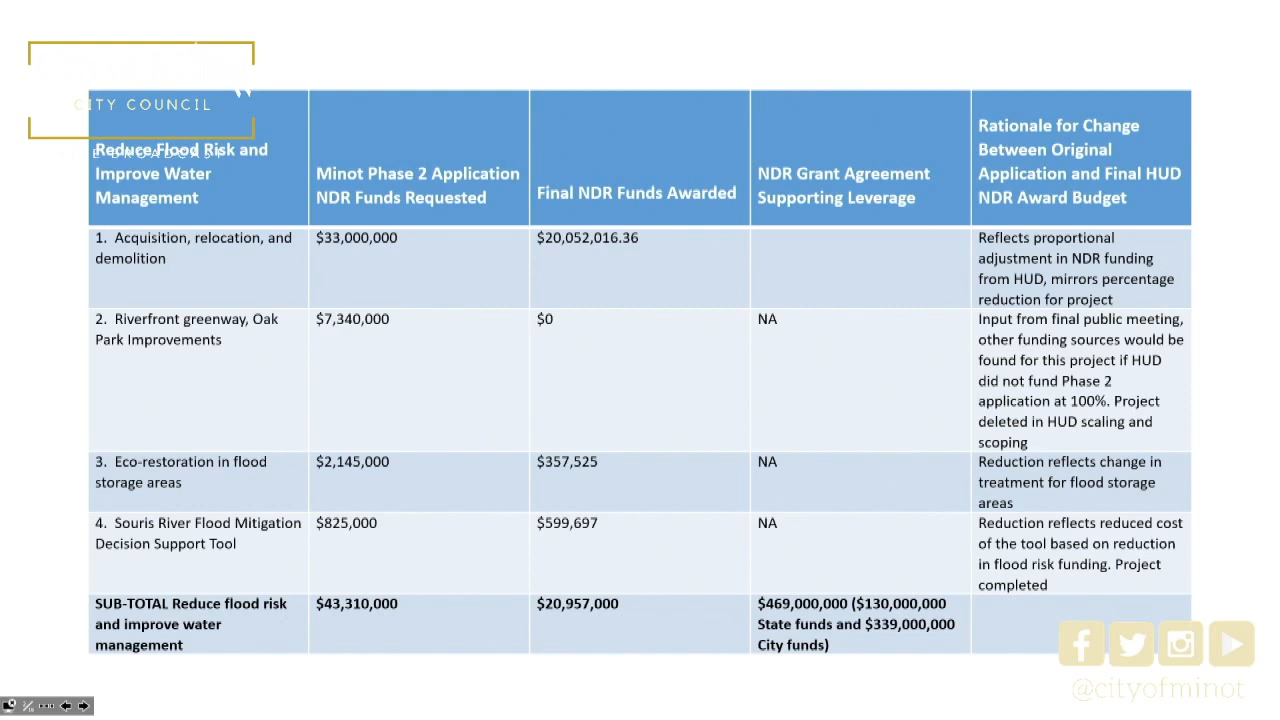 CITY COUNCIL
Reduce Flood Risk and
Improve Water
Management
Minot Phase 2 Application
NDR Funds Requested
Final NDR Funds Awarded
NDR Grant Agreement
Supporting Leverage
Rationale for Change
Between Original
Application and Final HUD
NDR Award Budget
1. Acquisition, relocation, and
demolition
$33,000,000
$20,052,016.36
Reflects proportional
adjustment in NDR funding
from HUD, mirrors percentage
reduction for project
2. Riverfront greenway, Oak
Park Improvements
$7,340,000
$0
NA
Input from final public meeting,
other funding sources would be
found for this project if HUD
did not fund Phase 2
application at 100%. Project
deleted in HUD scaling and
scoping
3. Eco-restoration in flood
storage areas
$2,145,000
$357,525
NA
Reduction reflects change in
treatment for flood storage
areas
4. Souris River Flood Mitigation
Decision Support Tool
$825,000
$599,697
NA
Reduction reflects reduced cost
of the tool based on reduction
in flood risk funding. Project
completed
SUB-TOTAL Reduce flood risk
and improve water
management
$43,310,000
$20,957,000
$469,000,000 ($130,000,000
State funds and $339,000,000
City funds)
@cityofminot